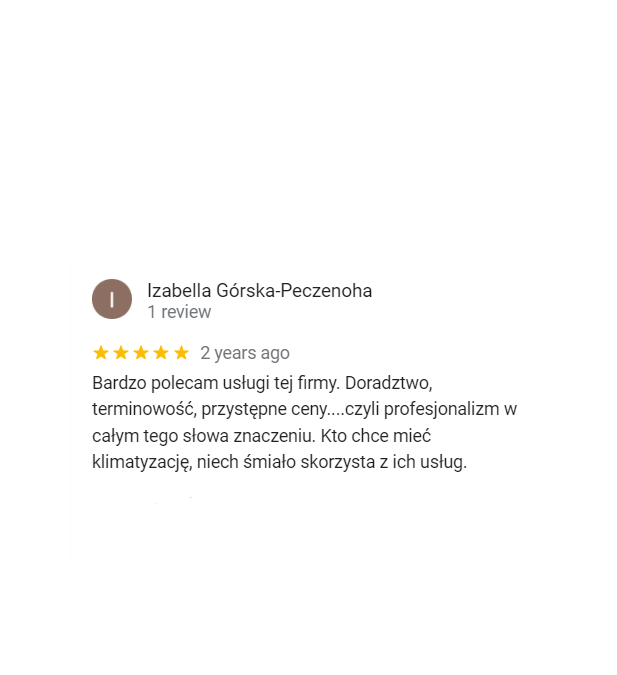 I
Izabella Górska-Peczenoha
1 review
2 years ago
Bardzo polecam usługi tej firmy. Doradztwo,
terminowość, przystępne ceny....czyli profesjonalizm w
całym tego słowa znaczeniu. Kto chce mieć
klimatyzację, niech śmiało skorzysta z ich usług.